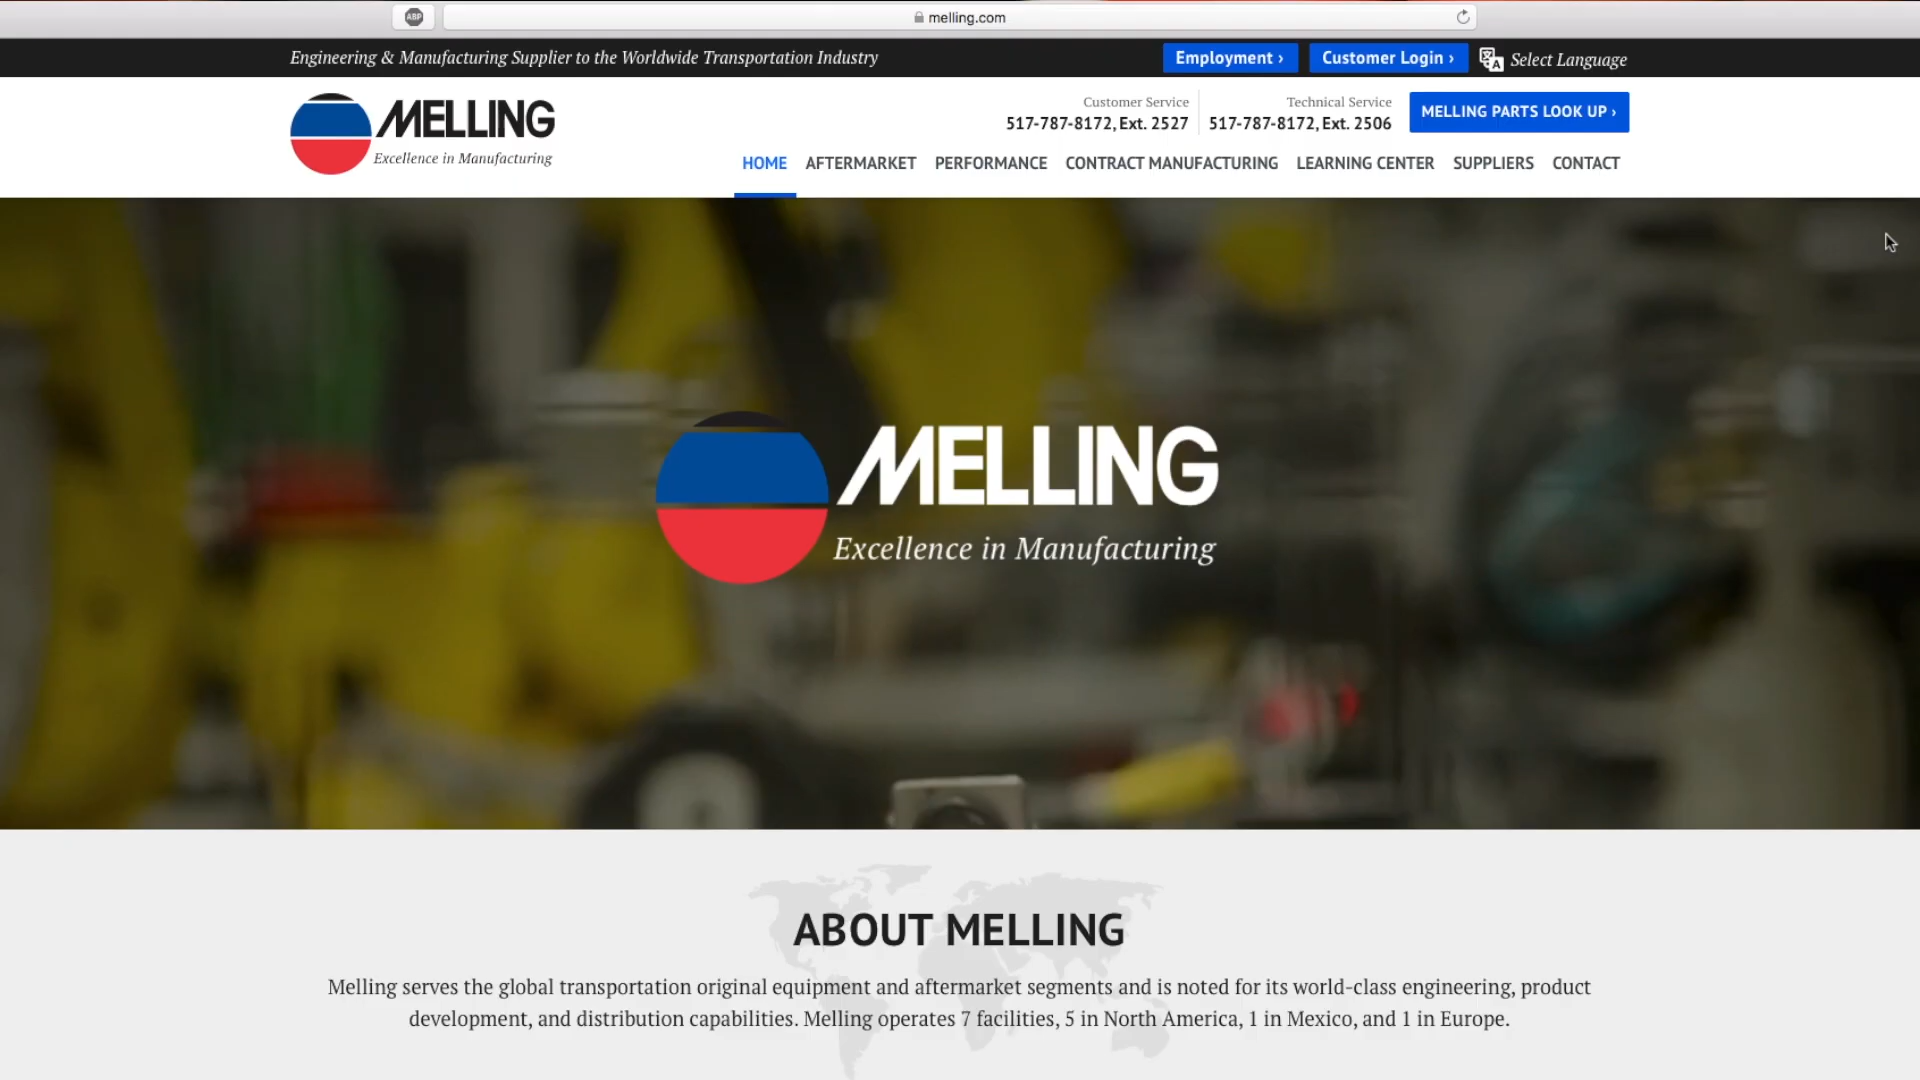 ABP
melling.com
Engineering & Manufacturing Supplier to the Worldwide Transportation Industry
Employment ›
Customer Login ›
Select Language
MELLING
Excellence in Manufacturing
Customer Service
517-787-8172, Ext. 2527
Technical Service
517-787-8172, Ext. 2506
MELLING PARTS LOOK UP ›
HOME AFTERMARKET PERFORMANCE CONTRACT MANUFACTURING LEARNING CENTER SUPPLIERS CONTACT
MELLING
Excellence in Manufacturing
ABOUT MELLING
Melling serves the global transportation original equipment and aftermarket segments and is noted for its world-class engineering, product
development, and distribution capabilities. Melling operates 7 facilities, 5 in North America, 1 in Mexico, and 1 in Europe.